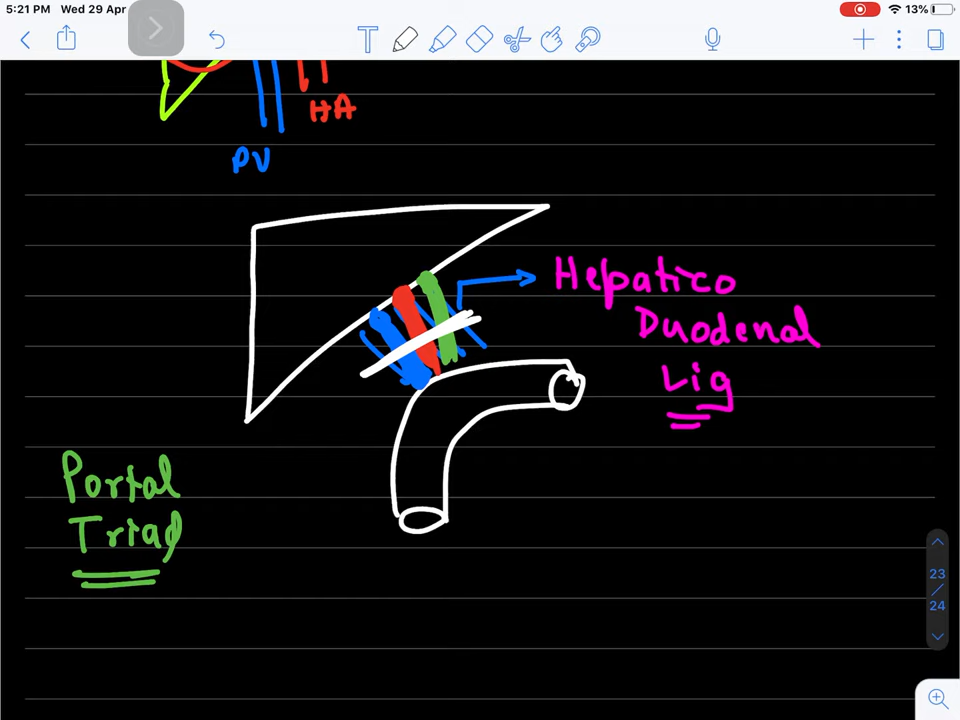 5:21 PM Wed 29 Apr
13%
T
HA
PV
Hepatico
Duodenal
Lig
Portal
Triad
23
/
24